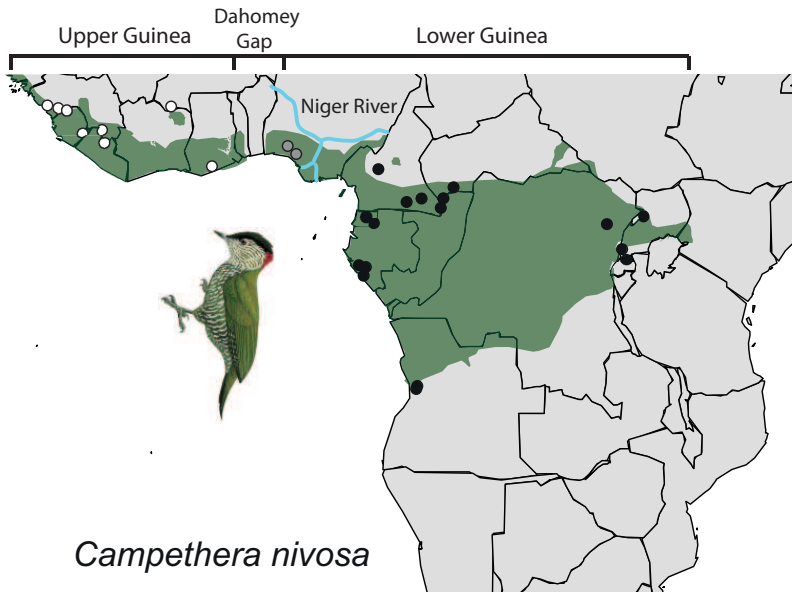 Upper Guinea
Dahomey
Gap
Lower Guinea
Niger River
Campethera nivosa